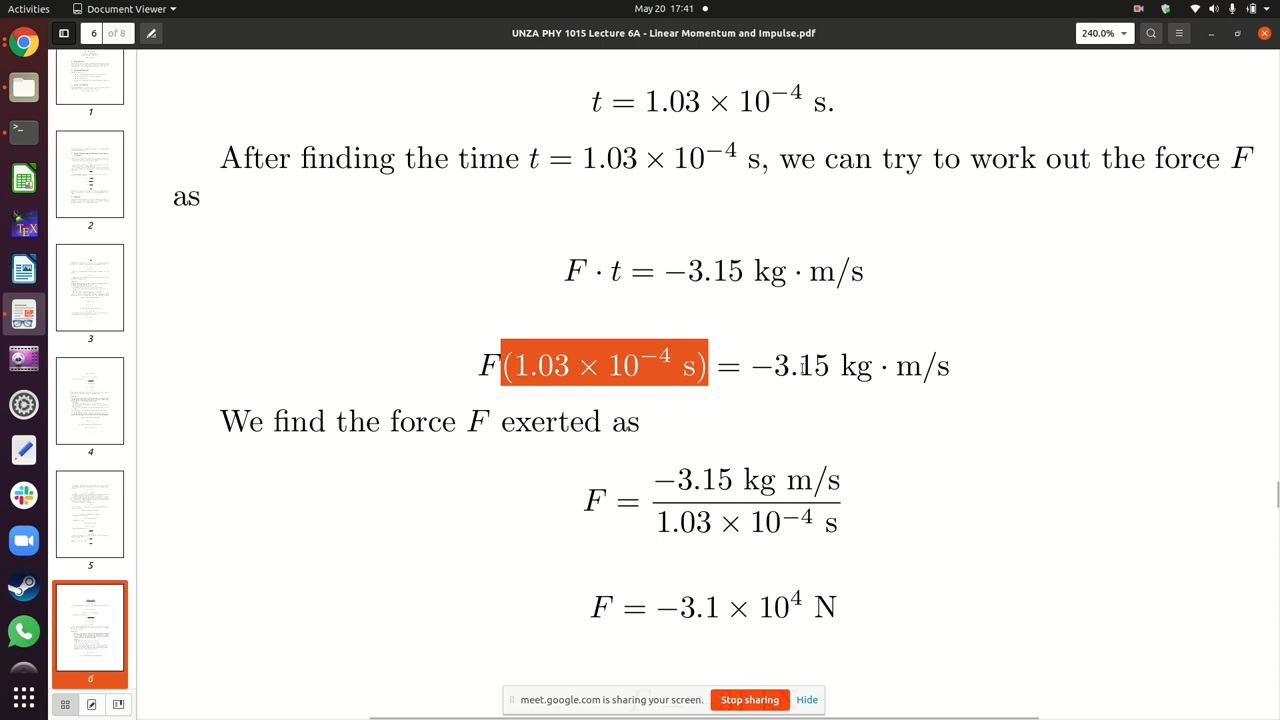 Activities Document Viewer May 20 17:41
6 of 8 UNZA PHY 1015 Lecture 6A - Linear Momentum and Impulse.pdf 240.0%
1
2
3
4
5
6
t = 1.03 × 10⁻⁴ s.
After finding the time t = 1.03 × 10⁻⁴ s, we can try to work out the force F
as
F · t = −3.15 kg · m/s
F(1.03 × 10⁻⁴ s) = −3.15 kg · m/s
We find the force F exerted as
F = −3.15 kg m/s
1.03 × 10⁻⁴ s
F = −3.1 × 10⁴ N
meet.google.com is sharing your screen. Stop sharing Hide